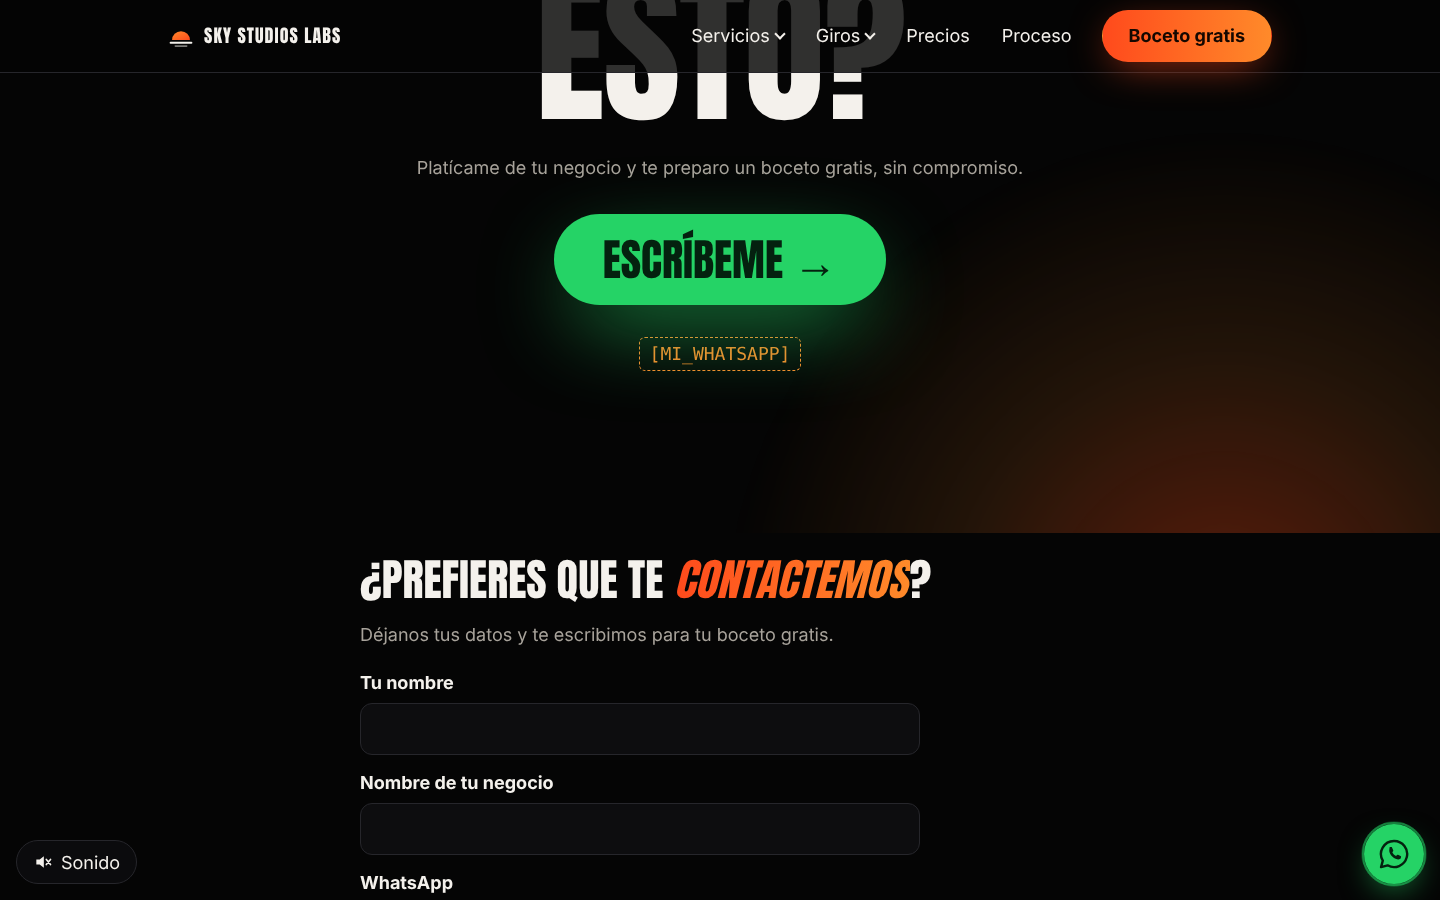 SKY STUDIOS LABS
Servicios
Giros
Precios
Proceso
Boceto gratis
ESTO?
Platícame de tu negocio y te preparo un boceto gratis, sin compromiso.
ESCRÍBEME →
[MI_WHATSAPP]
¿PREFIERES QUE TE CONTACTEMOS?
Déjanos tus datos y te escribimos para tu boceto gratis.
Tu nombre
Nombre de tu negocio
WhatsApp
Sonido